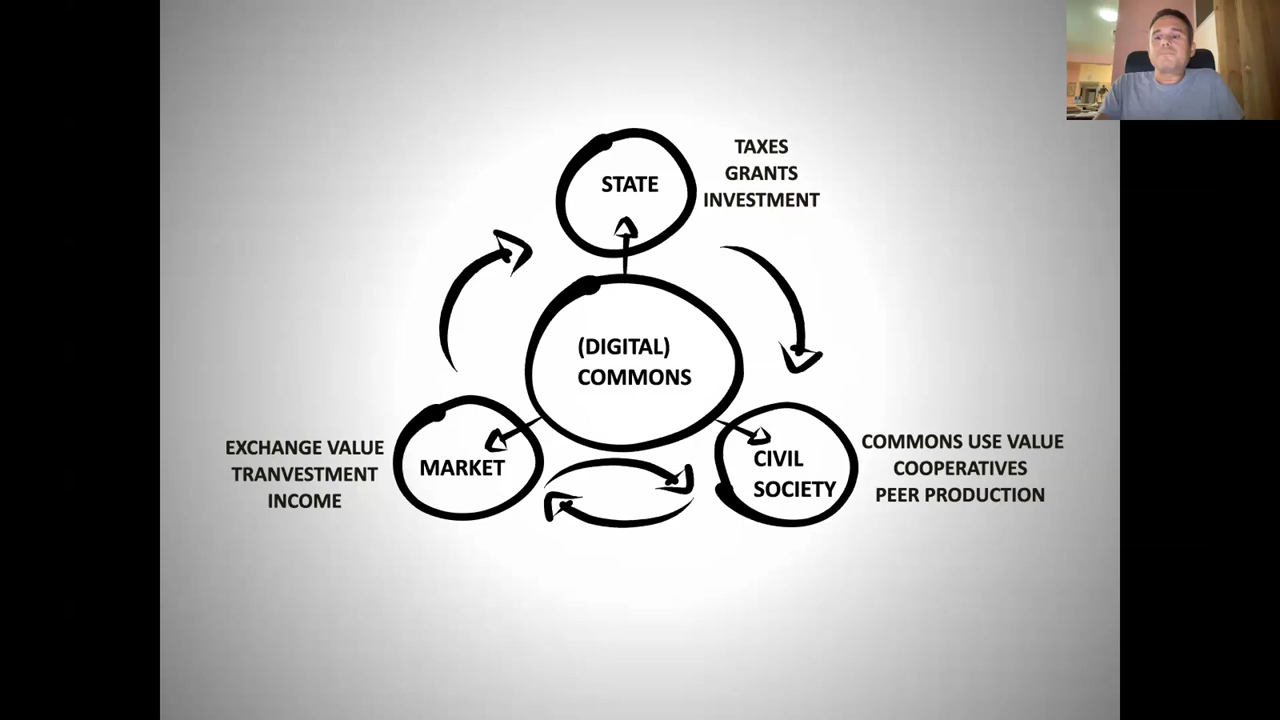 STATE
TAXES
GRANTS
INVESTMENT
(DIGITAL)
COMMONS
EXCHANGE VALUE
TRANVESTMENT
INCOME
MARKET
CIVIL
SOCIETY
COMMONS USE VALUE
COOPERATIVES
PEER PRODUCTION